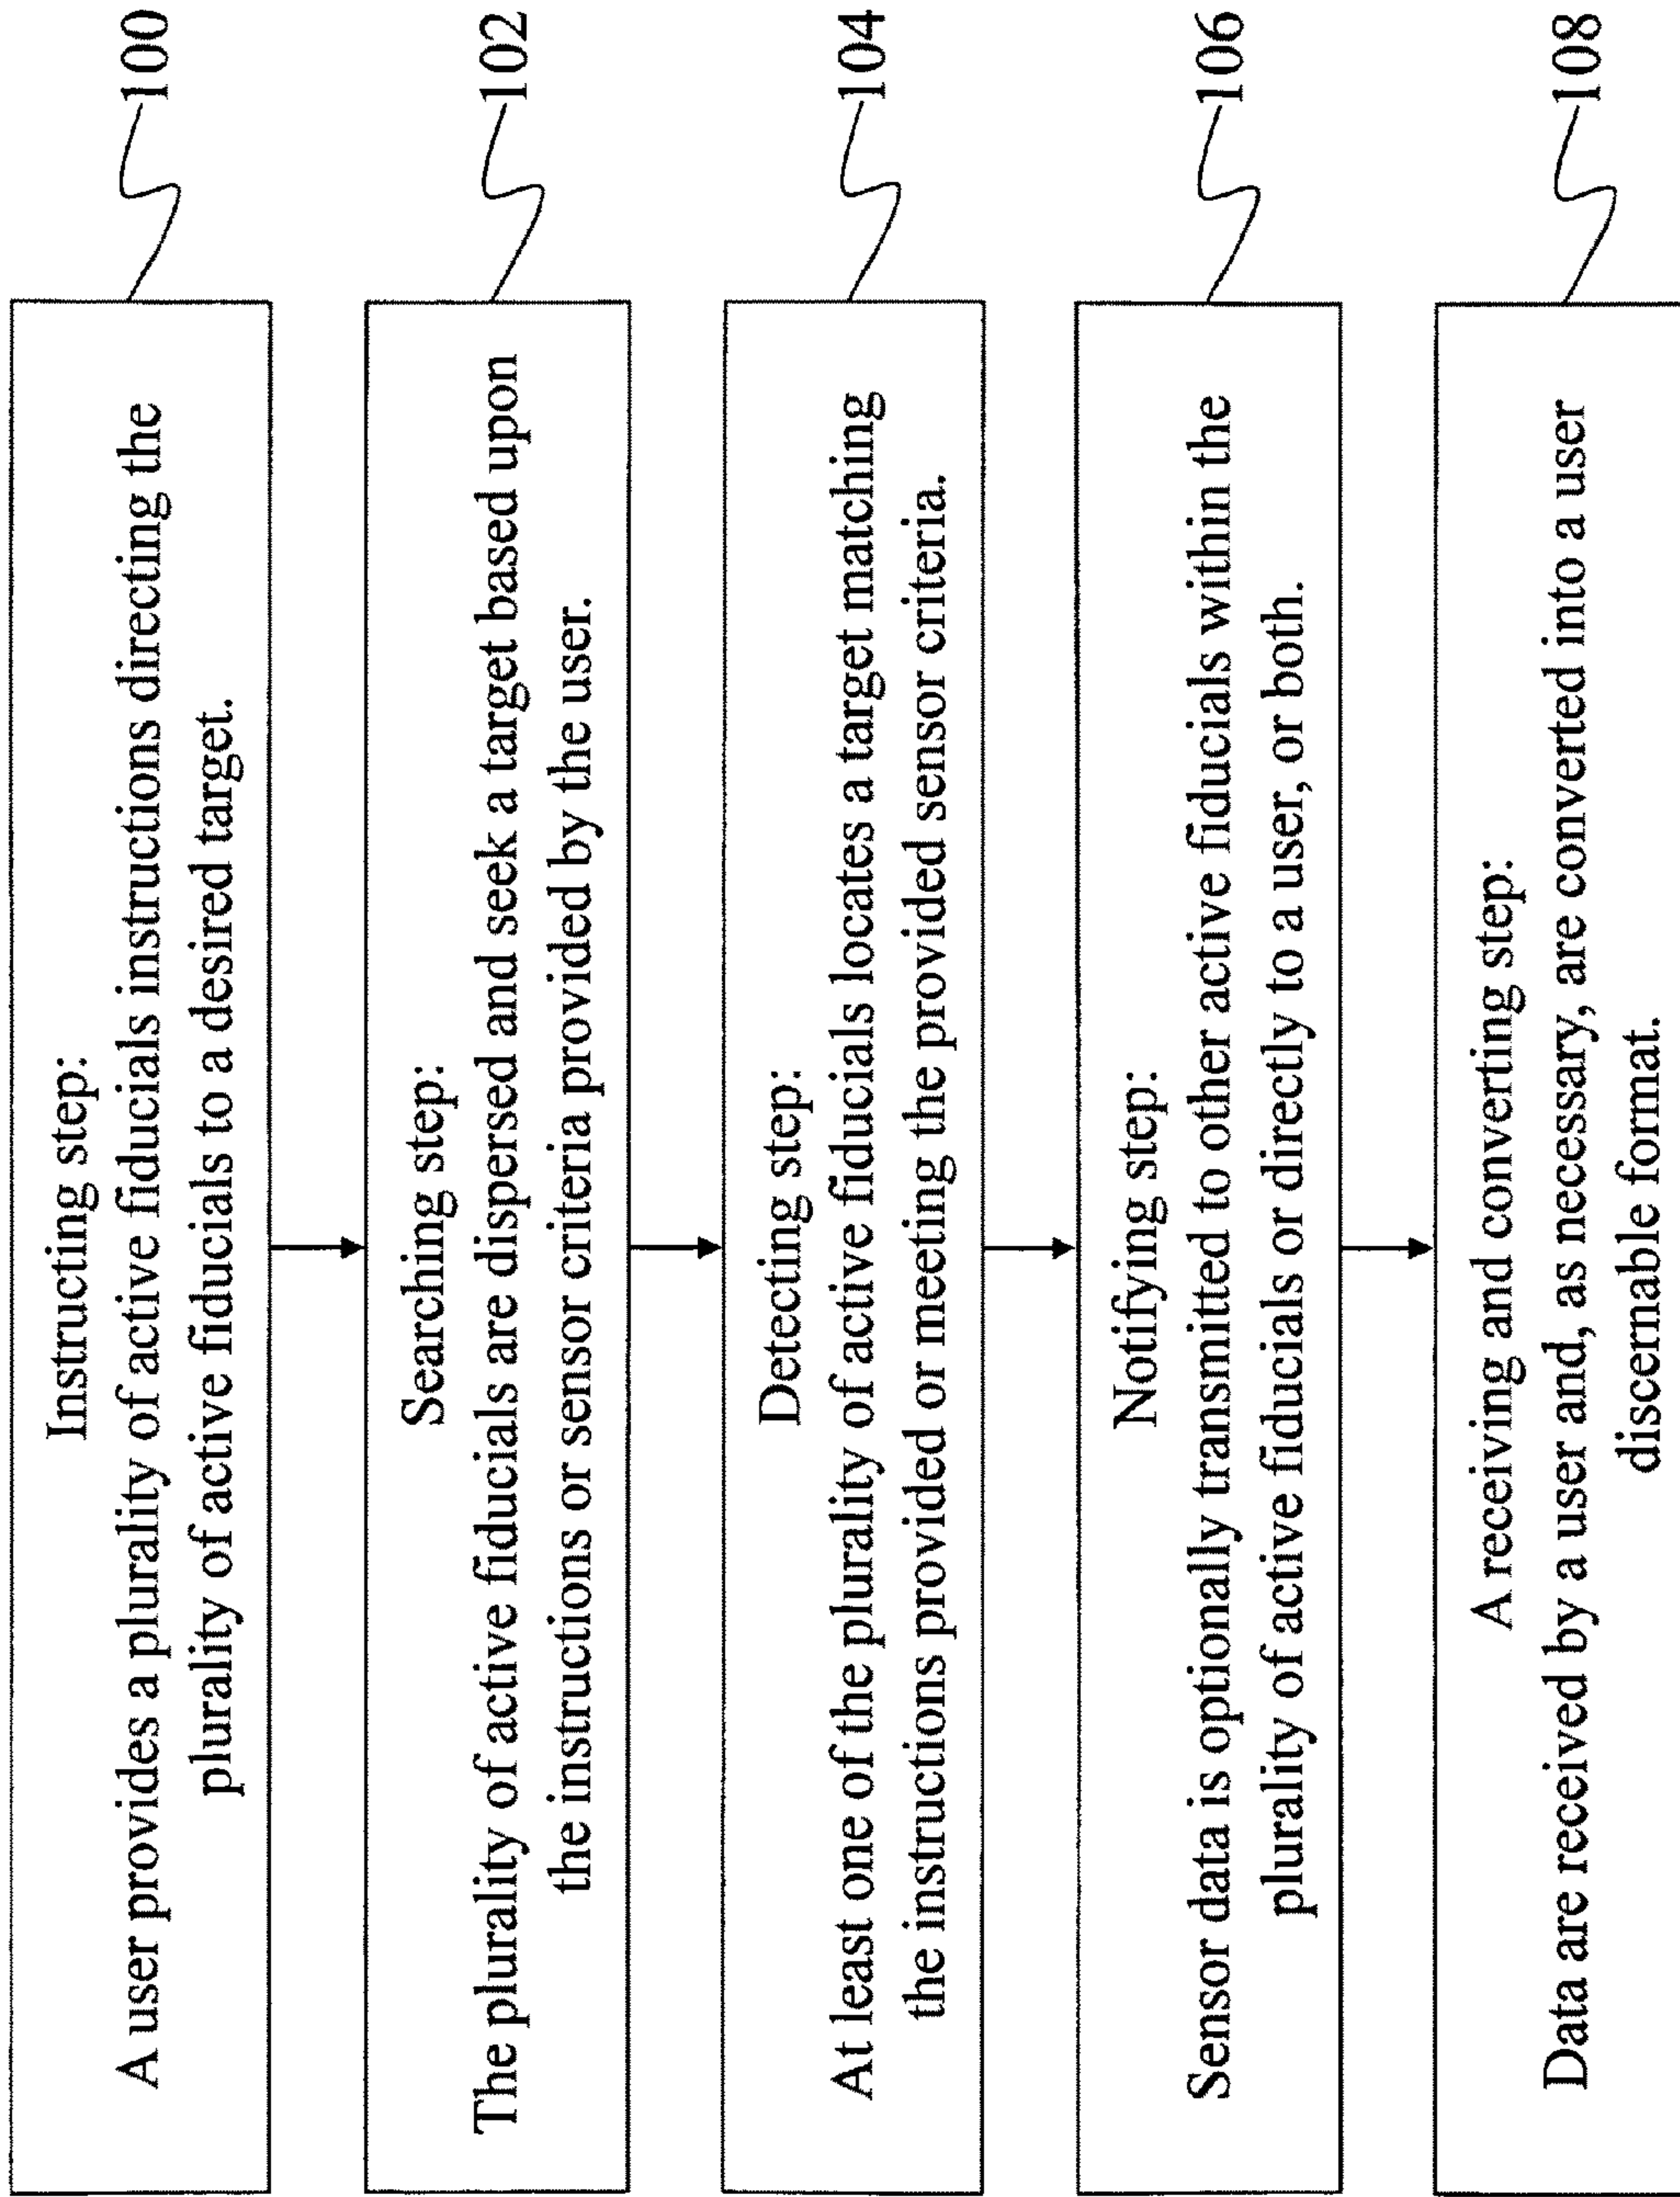 Instructing step:
A user provides a plurality of active fiducials instructions directing the
plurality of active fiducials to a desired target.
100
Searching step:
The plurality of active fiducials are dispersed and seek a target based upon
the instructions or sensor criteria provided by the user.
102
Detecting step:
At least one of the plurality of active fiducials locates a target matching
the instructions provided or meeting the provided sensor criteria.
104
Notifying step:
Sensor data is optionally transmitted to other active fiducials within the
plurality of active fiducials or directly to a user, or both.
106
A receiving and converting step:
Data are received by a user and, as necessary, are converted into a user
discernable format.
108